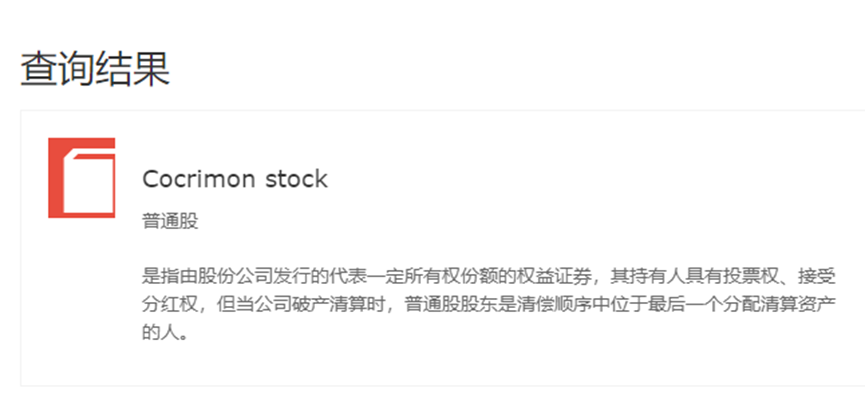 查询结果
Cocrimon stock
普通股
是指由股份公司发行的代表一定所有权份额的权益证券，其持有人具有投票权、接受
分红权，但当公司破产清算时，普通股股东是清偿顺序中位于最后一个分配清算资产
的人。